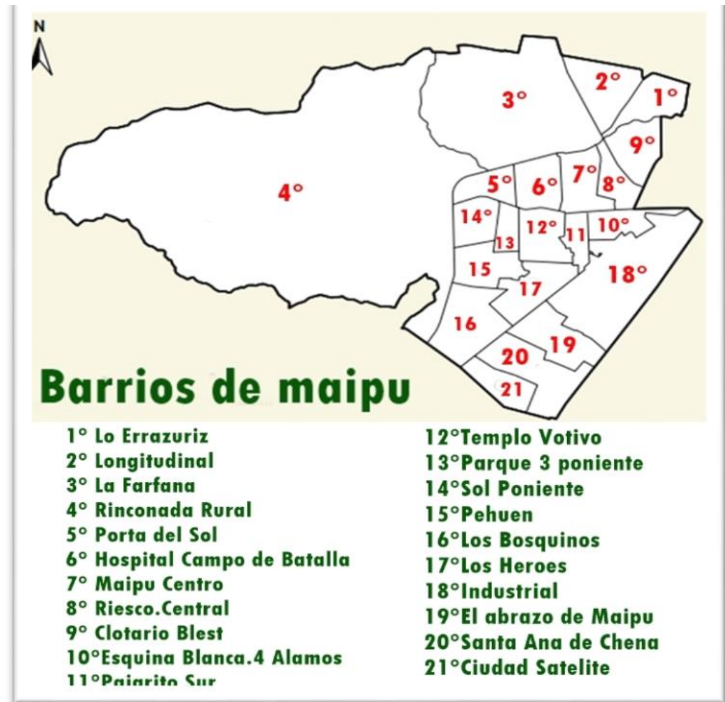 N
3°
2°
1°
9°
4°
5°
6°
7°
8°
14°
13
12°
11
10°
15
17
18°
16
19
20
21
Barrios de maipu
1° Lo Errazuriz
2° Longitudinal
3° La Farfana
4° Rinconada Rural
5° Porta del Sol
6° Hospital Campo de Batalla
7° Maipu Centro
8° Riesco.Central
9° Clotario Blest
10°Esquina Blanca.4 Alamos
11°Pajarito Sur
12°Templo Votivo
13°Parque 3 poniente
14°Sol Poniente
15°Pehuen
16°Los Bosquinos
17°Los Heroes
18°Industrial
19°El abrazo de Maipu
20°Santa Ana de Chena
21°Ciudad Satelite